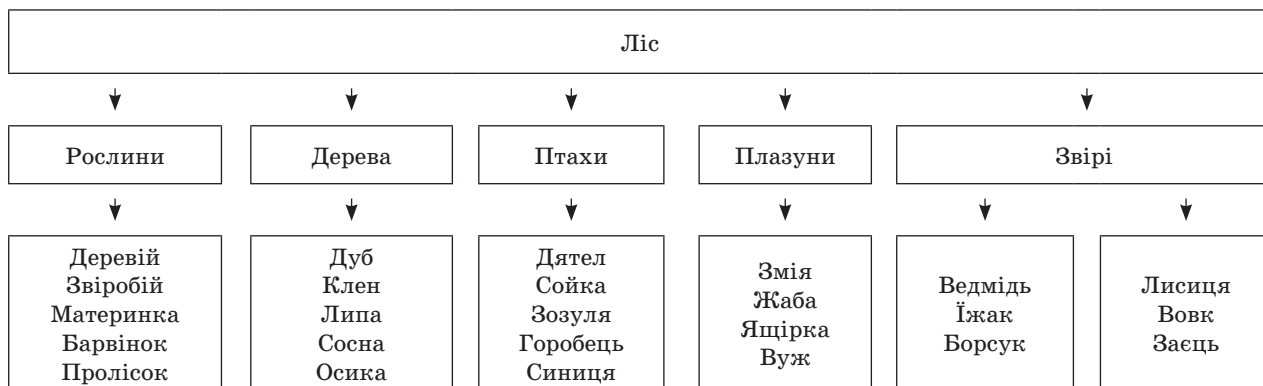 Ліс
Рослини
Дерева
Птахи
Плазуни
Звірі
Деревій
Звіробій
Материнка
Барвінок
Пролісок
Дуб
Клен
Липа
Сосна
Осика
Дятел
Сойка
Зозуля
Горобець
Синиця
Змія
Жаба
Ящірка
Вуж
Ведмідь
Їжак
Борсук
Лисиця
Вовк
Заєць